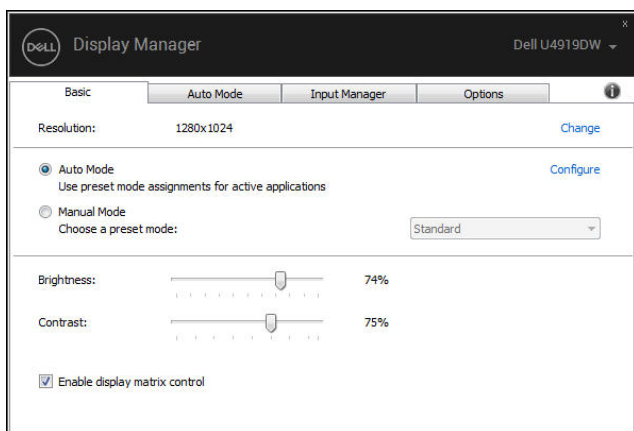 DELL Display Manager Dell U4919DW
x
Basic Auto Mode Input Manager Options i
Resolution: 1280x1024 Change
Auto Mode Configure
Use preset mode assignments for active applications
Manual Mode
Choose a preset mode: Standard
Brightness: 74%
Contrast: 75%
Enable display matrix control